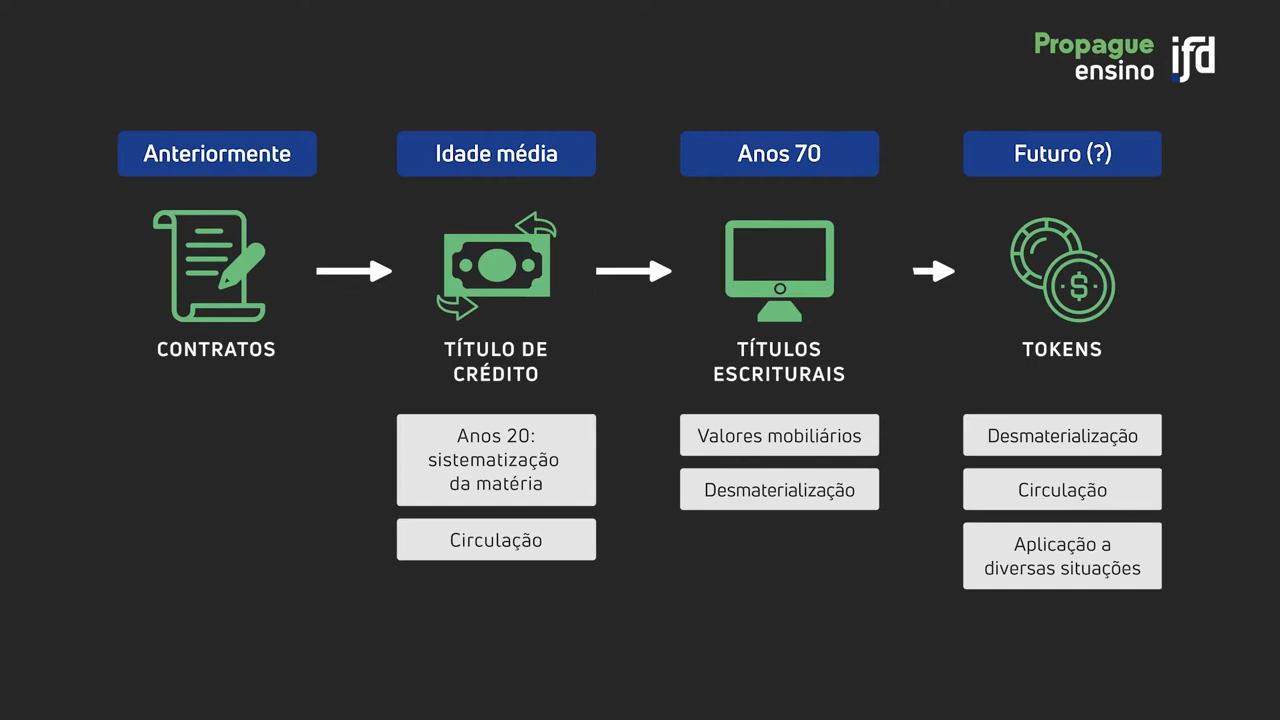 Propague
ensino
ifd
Anteriormente
Idade média
Anos 70
Futuro (?)
CONTRATOS
TÍTULO DE
CRÉDITO
TÍTULOS
ESCRITURAIS
$
TOKENS
Anos 20:
sistematização
da matéria
Circulação
Valores mobiliários
Desmaterialização
Desmaterialização
Circulação
Aplicação a
diversas situações